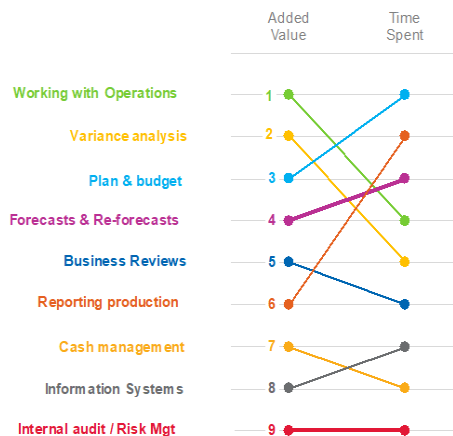 Added Time
Value Spent
Working with Operations 1
Variance analysis 2
Plan & budget 3
Forecasts & Re-forecasts 4
Business Reviews 5
Reporting production 6
Cash management 7
Information Systems 8
Internal audit / Risk Mgt 9